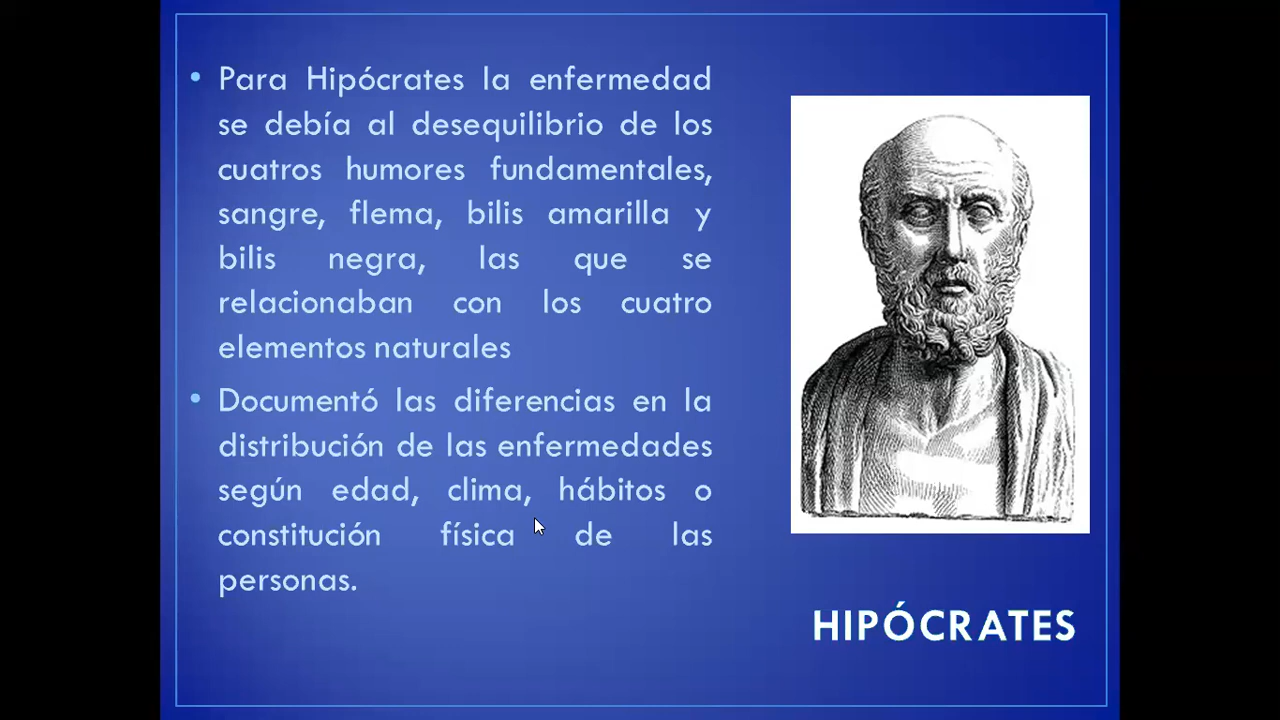 • Para Hipócrates la enfermedad
se debía al desequilibrio de los
cuatros humores fundamentales,
sangre, flema, bilis amarilla y
bilis negra, las que se
relacionaban con los cuatro
elementos naturales
• Documentó las diferencias en la
distribución de las enfermedades
según edad, clima, hábitos o
constitución física de las
personas.
HIPÓCRATES